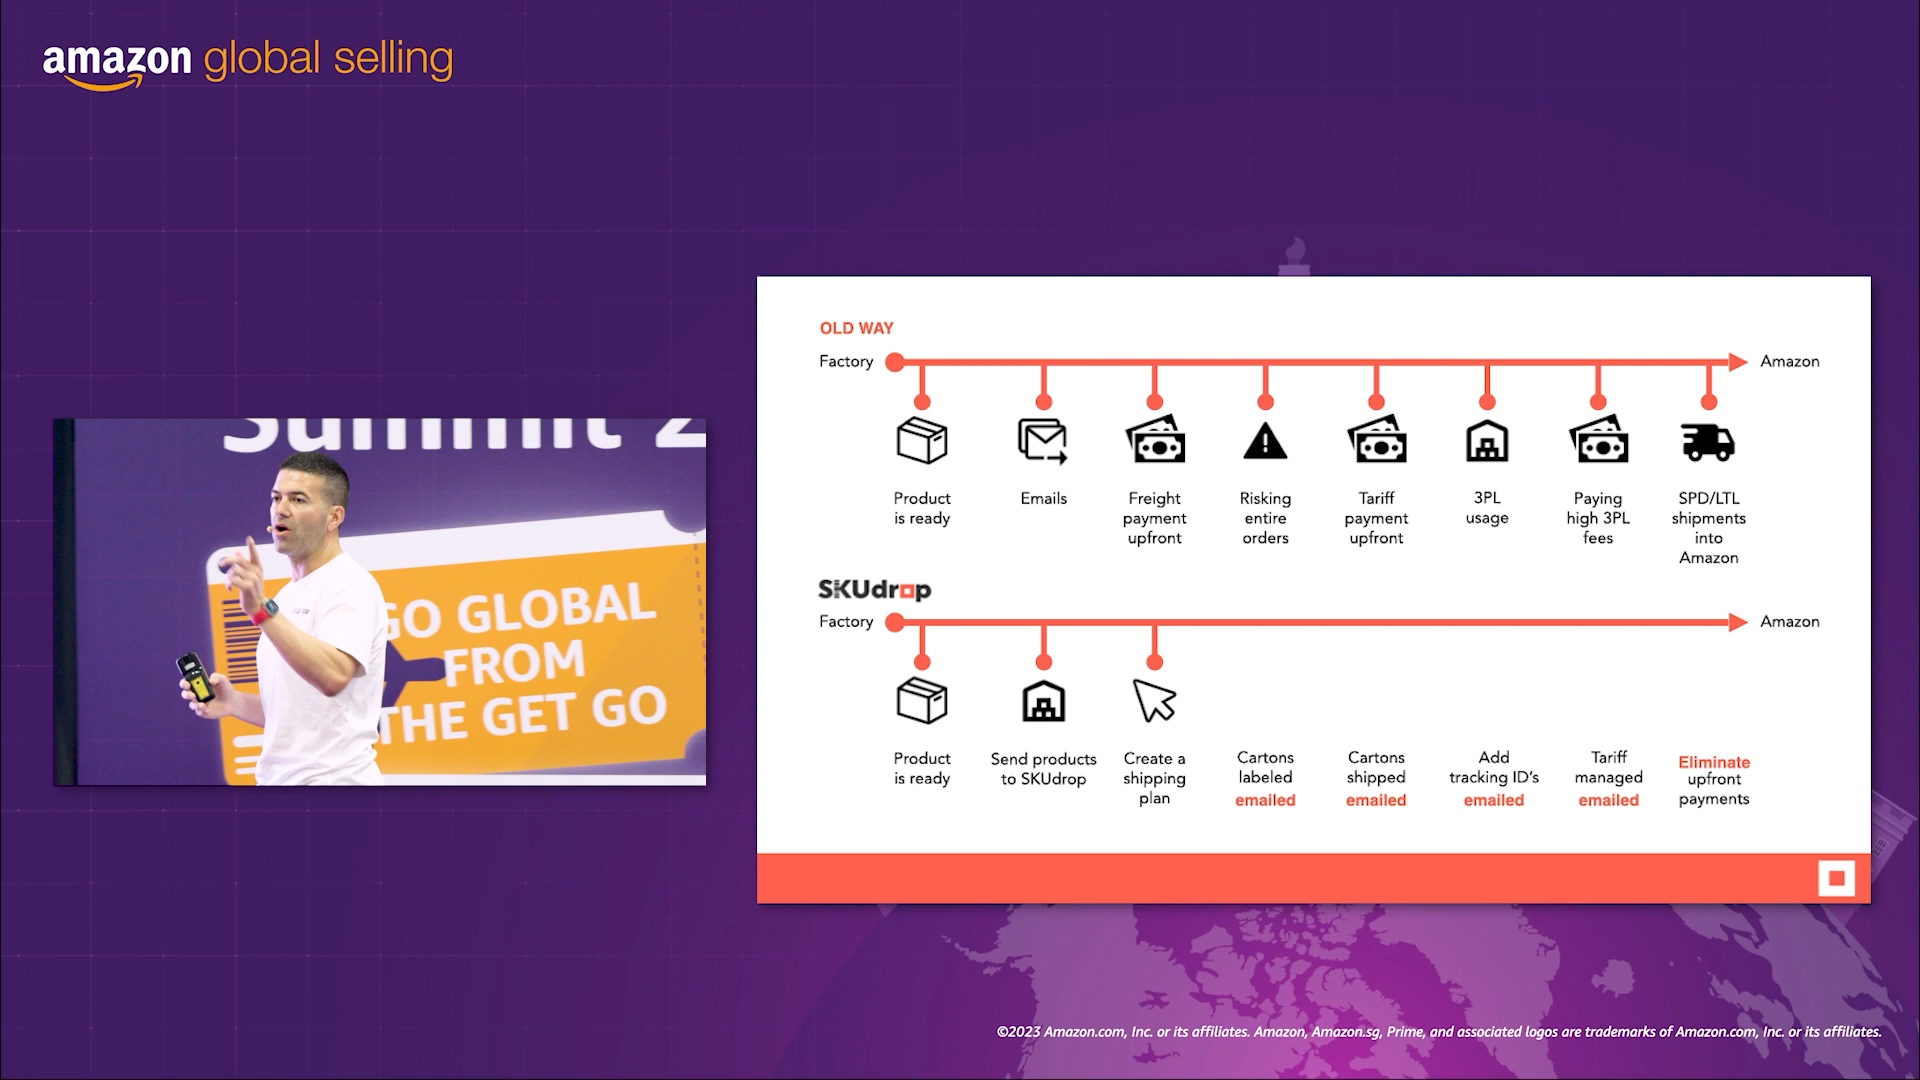 amazon global selling
Summit 2
GO GLOBAL
FROM
THE GET GO
SKUdrop
OLD WAY
Factory
Amazon
Product
is ready
Emails
Freight
payment
upfront
Risking
entire
orders
Tariff
payment
upfront
3PL
usage
Paying
high 3PL
fees
SPD/LTL
shipments
into
Amazon
SKUdrop
Factory
Amazon
Product
is ready
Send products
to SKUdrop
Create a
shipping
plan
Cartons
labeled
emailed
Cartons
shipped
emailed
Add
tracking ID's
emailed
Tariff
managed
emailed
Eliminate
upfront
payments
©2023 Amazon.com, Inc. or its affiliates. Amazon, Amazon.sg, Prime, and associated logos are trademarks of Amazon.com, Inc. or its affiliates.